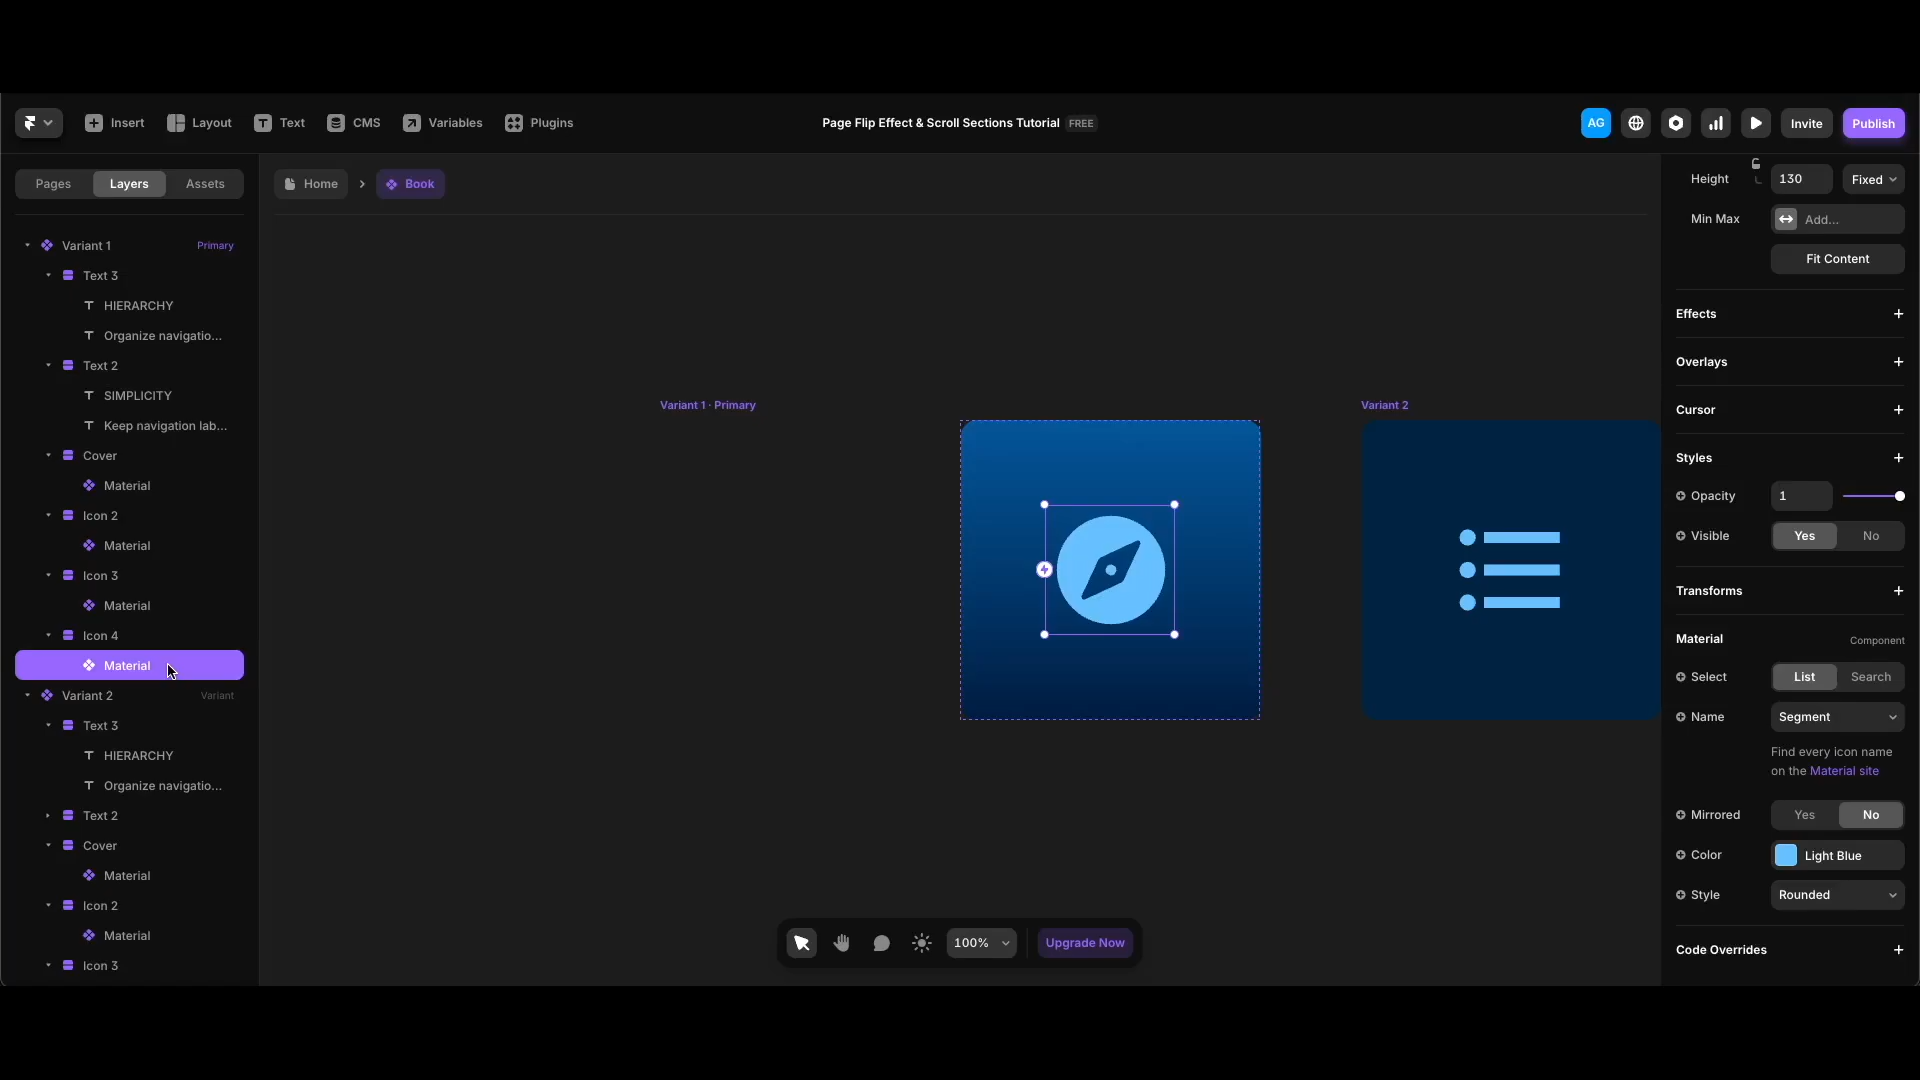 Insert
Layout
Text
CMS
Variables
Plugins
Page Flip Effect & Scroll Sections Tutorial FREE
AG
Invite
Publish
Pages
Layers
Assets
Variant 1 Primary
Text 3
HIERARCHY
Organize navigatio...
Text 2
SIMPLICITY
Keep navigation lab...
Cover
Material
Icon 2
Material
Icon 3
Material
Icon 4
Material
Variant 2 Variant
Text 3
HIERARCHY
Organize navigatio...
Text 2
Cover
Material
Icon 2
Material
Icon 3
Home
Book
Variant 1 · Primary
Variant 2
100%
Upgrade Now
Height 130 Fixed
Min Max Add...
Fit Content
Effects
Overlays
Cursor
Styles
Opacity 1
Visible Yes No
Transforms
Material Component
Select List Search
Name Segment
Find every icon name
on the Material site
Mirrored Yes No
Color Light Blue
Style Rounded
Code Overrides